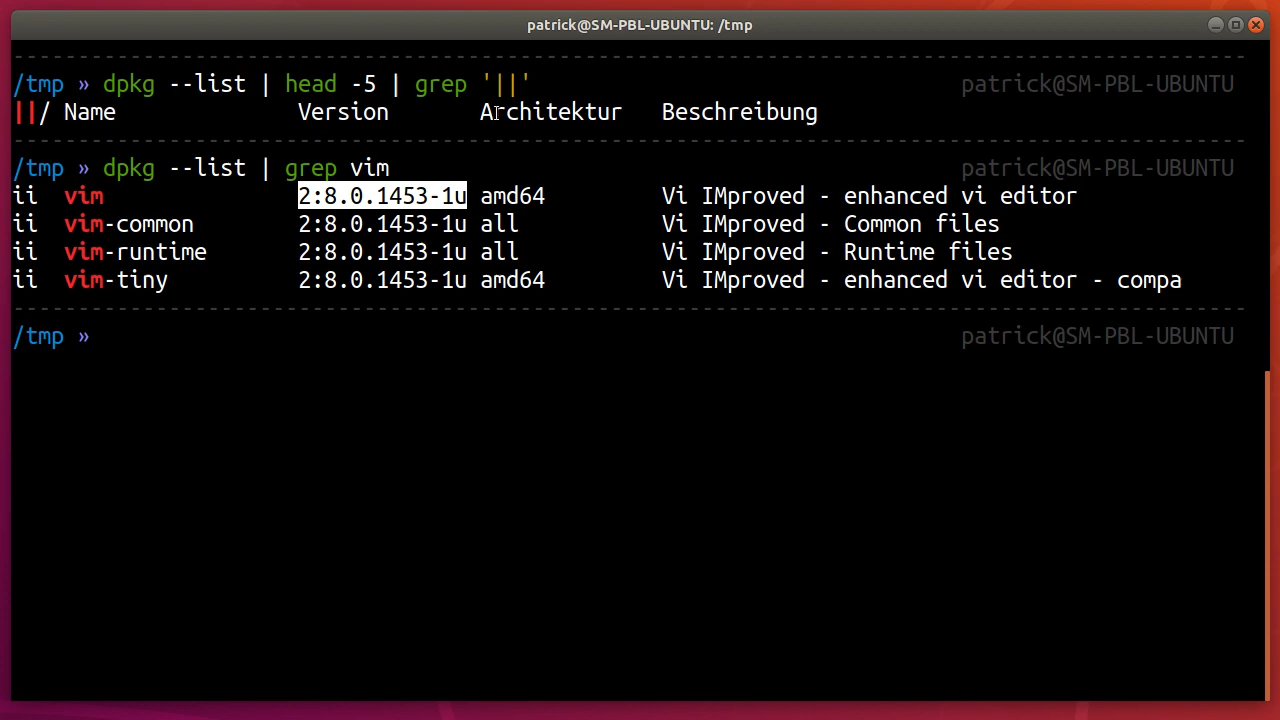 patrick@SM-PBL-UBUNTU: /tmp
/tmp » dpkg --list | head -5 | grep '||' patrick@SM-PBL-UBUNTU
||/ Name Version Architektur Beschreibung
/tmp » dpkg --list | grep vim patrick@SM-PBL-UBUNTU
ii vim 2:8.0.1453-1u amd64 Vi IMproved - enhanced vi editor
ii vim-common 2:8.0.1453-1u all Vi IMproved - Common files
ii vim-runtime 2:8.0.1453-1u all Vi IMproved - Runtime files
ii vim-tiny 2:8.0.1453-1u amd64 Vi IMproved - enhanced vi editor - compa
/tmp » patrick@SM-PBL-UBUNTU